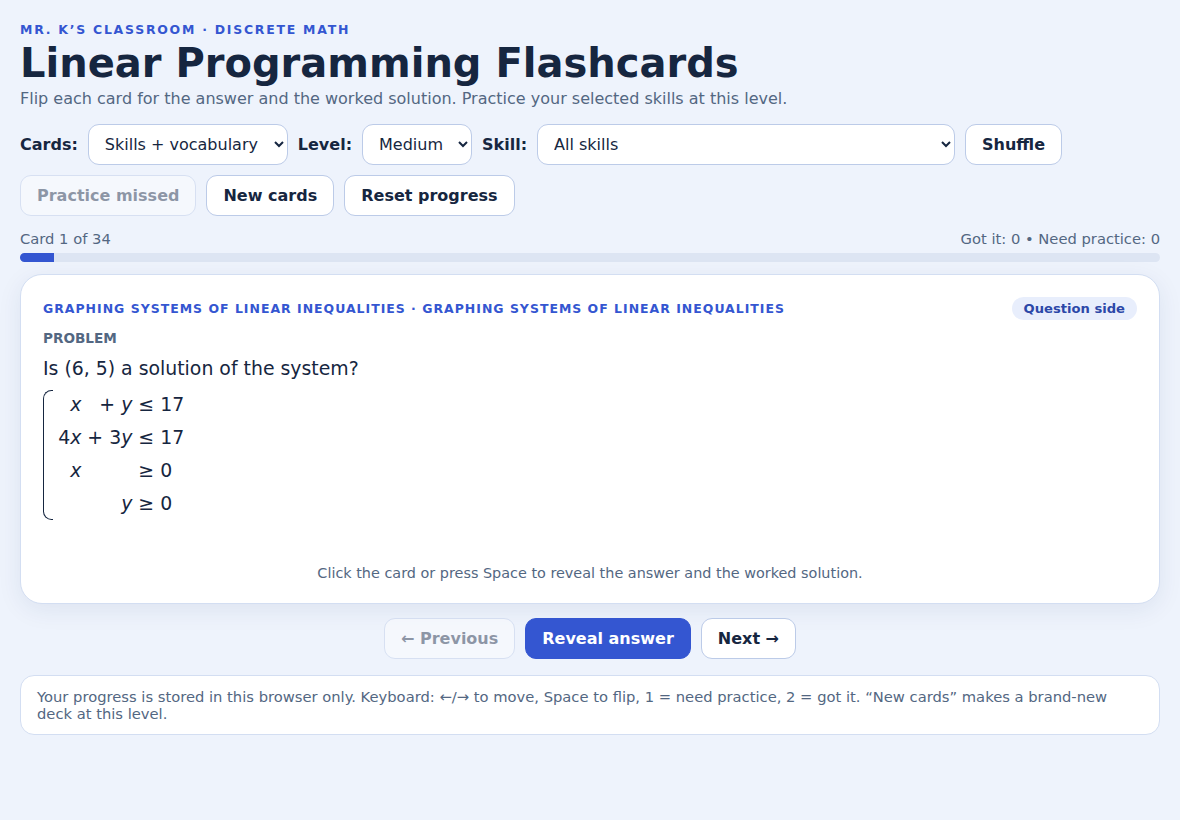 MR. K’S CLASSROOM · DISCRETE MATH
Linear Programming Flashcards
Flip each card for the answer and the worked solution. Practice your selected skills at this level.
Cards: Skills + vocabulary Level: Medium Skill: All skills Shuffle
Practice missed New cards Reset progress
Card 1 of 34 Got it: 0 • Need practice: 0
GRAPHING SYSTEMS OF LINEAR INEQUALITIES · GRAPHING SYSTEMS OF LINEAR INEQUALITIES Question side
PROBLEM
Is (6, 5) a solution of the system?
x + y ≤ 17
4x + 3y ≤ 17
x ≥ 0
y ≥ 0
Click the card or press Space to reveal the answer and the worked solution.
← Previous Reveal answer Next →
Your progress is stored in this browser only. Keyboard: ←/→ to move, Space to flip, 1 = need practice, 2 = got it. “New cards” makes a brand-new
deck at this level.